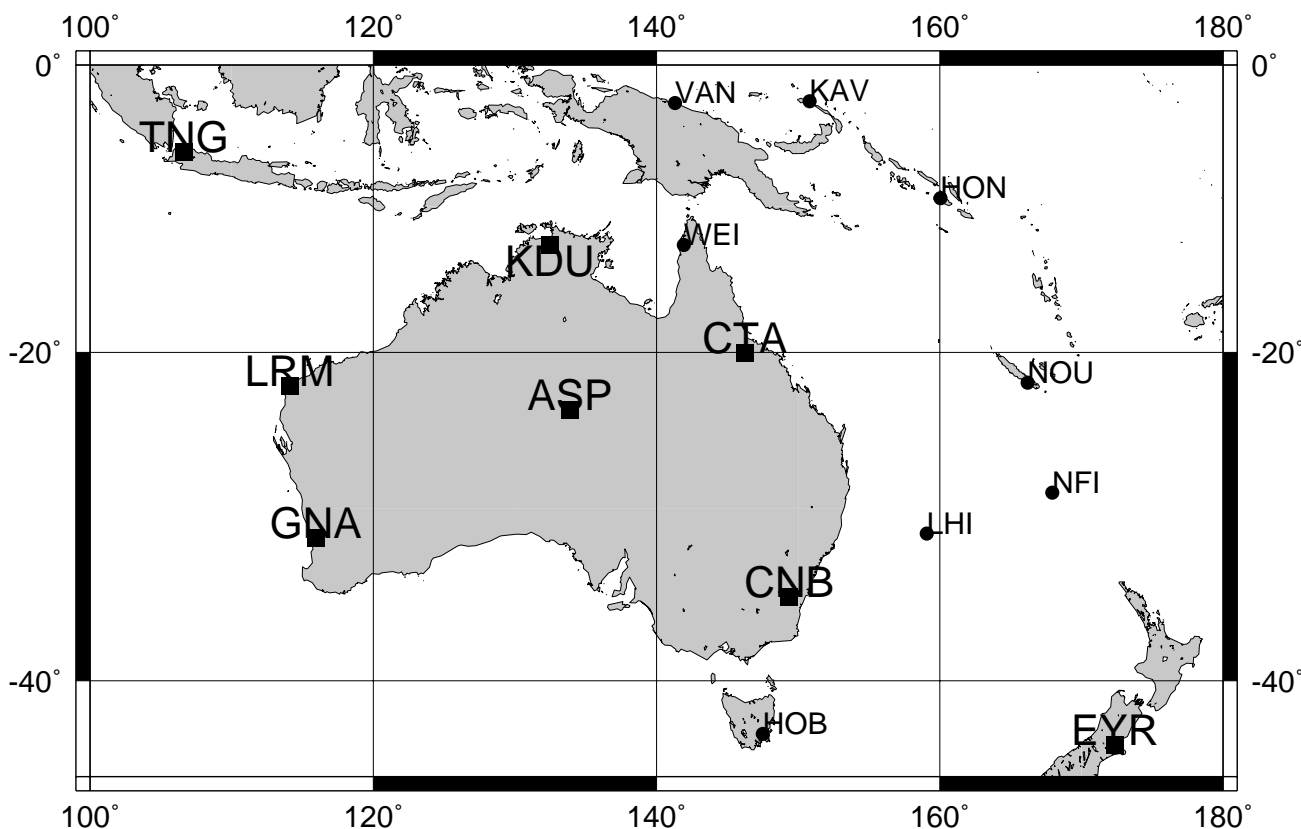 100˚ 120˚ 140˚ 160˚ 180˚
0˚ 0˚
VAN KAV
TNG
HON
WEI
KDU
CTA
-20˚ -20˚
LRM NOU
ASP
NFI
GNA LHI
CNB
-40˚ -40˚
HOB EYR
100˚ 120˚ 140˚ 160˚ 180˚